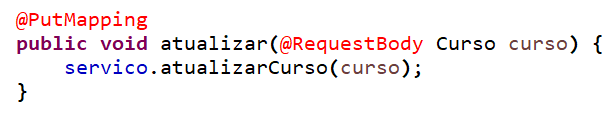 @PutMapping
public void atualizar(@RequestBody Curso curso) {
    servico.atualizarCurso(curso);
}